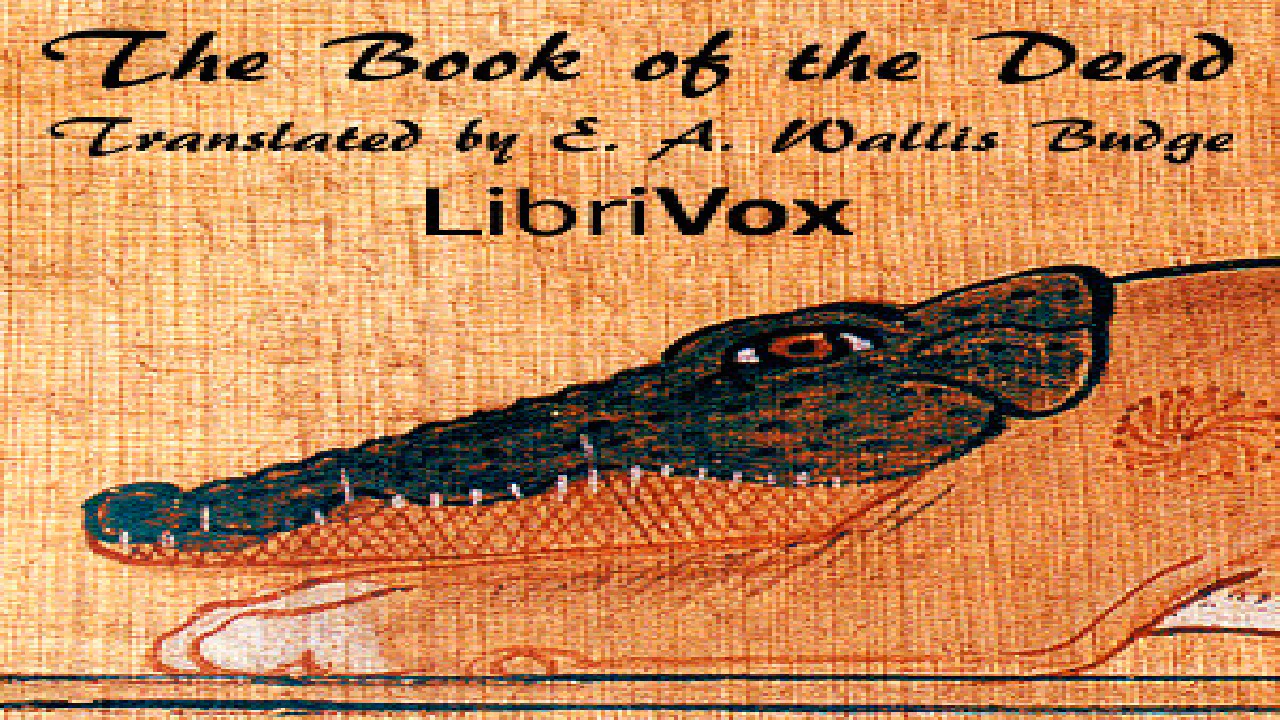 The Book of the Dead
Translated by E. A. Wallis Budge
LibriVox